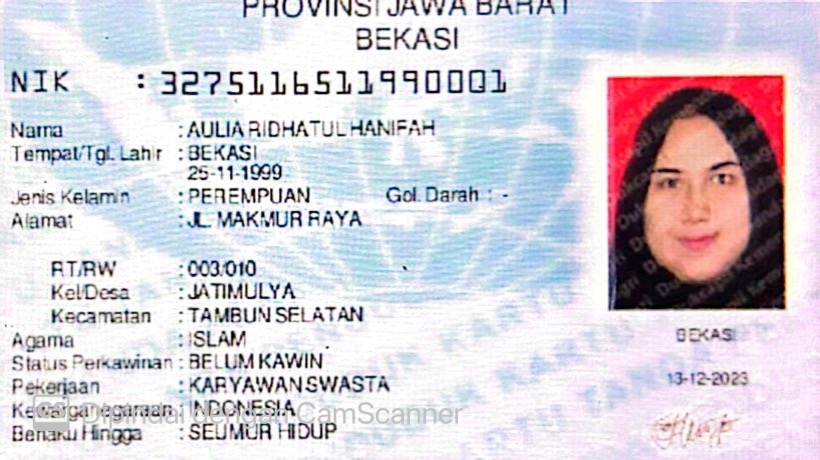 PROVINSI JAWA BARAT
BEKASI
NIK : 3275116511990001
Nama : AULIA RIDHATUL HANIFAH
Tempat/Tgl. Lahir : BEKASI
25-11-1999
Jenis Kelamin : PEREMPUAN Gol. Darah : -
Alamat : JL. MAKMUR RAYA
RT/RW : 003/010
Kel/Desa : JATIMULYA
Kecamatan : TAMBUN SELATAN
Agama : ISLAM
Status Perkawinan : BELUM KAWIN
Pekerjaan : KARYAWAN SWASTA
Kewarganegaraan : INDONESIA
Berlaku Hingga : SEUMUR HIDUP
BEKASI
13-12-2023
Dipindai dengan CamScanner